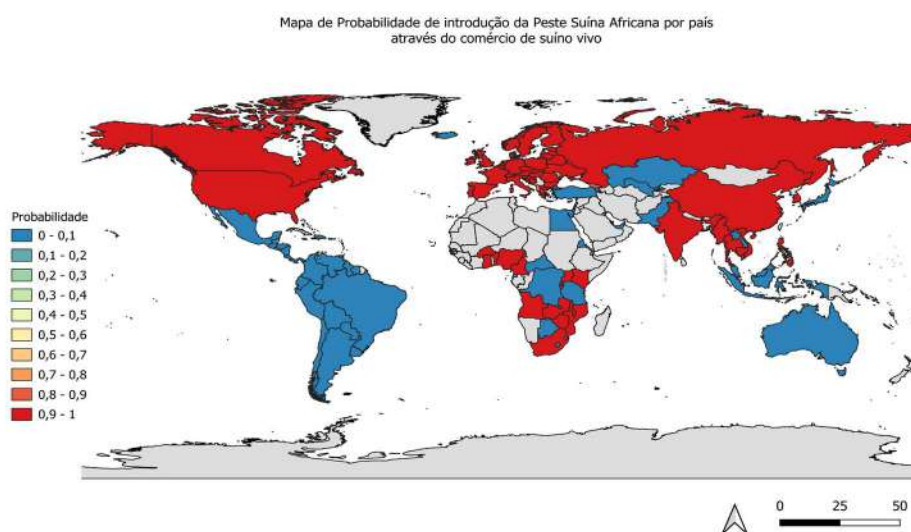 Mapa de Probabilidade de introdução da Peste Suína Africana por país
através do comércio de suíno vivo
Probabilidade
0 - 0,1
0,1 - 0,2
0,2 - 0,3
0,3 - 0,4
0,4 - 0,5
0,5 - 0,6
0,6 - 0,7
0,7 - 0,8
0,8 - 0,9
0,9 - 1
0 25 50